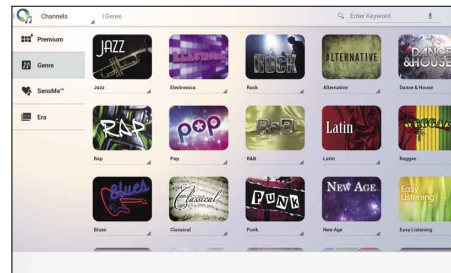 Channels
| Genre
Enter Keyword
Premium
Genre
SensMe™
Era
JAZZ
ELECTRONICA
ROCK
ALTERNATIVE
DANCE & HOUSE
Jazz
Electronica
Rock
Alternative
Dance & House
RAP
pop
R&B
Latin
REGGAE
Rap
Pop
R&B
Latin
Reggae
Blues
Classical
PUNK
NEW AGE
Easy Listening
Blues
Classical
Punk
New Age
Easy Listening